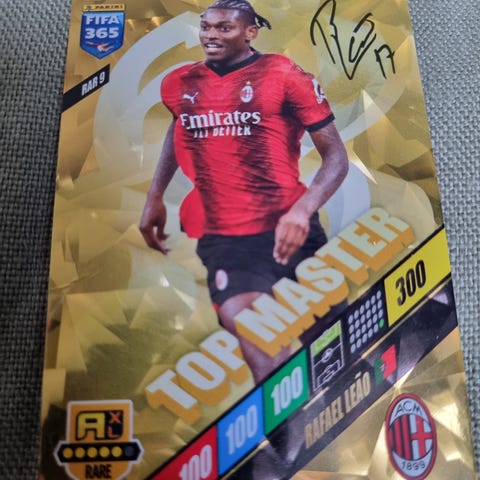 PANINI
FIFA
365
RAR 9
17
Emirates
FLY BETTER
TOP MASTER
300
100
100
100
RAFAEL LEÃO
RARE
ACM
1899